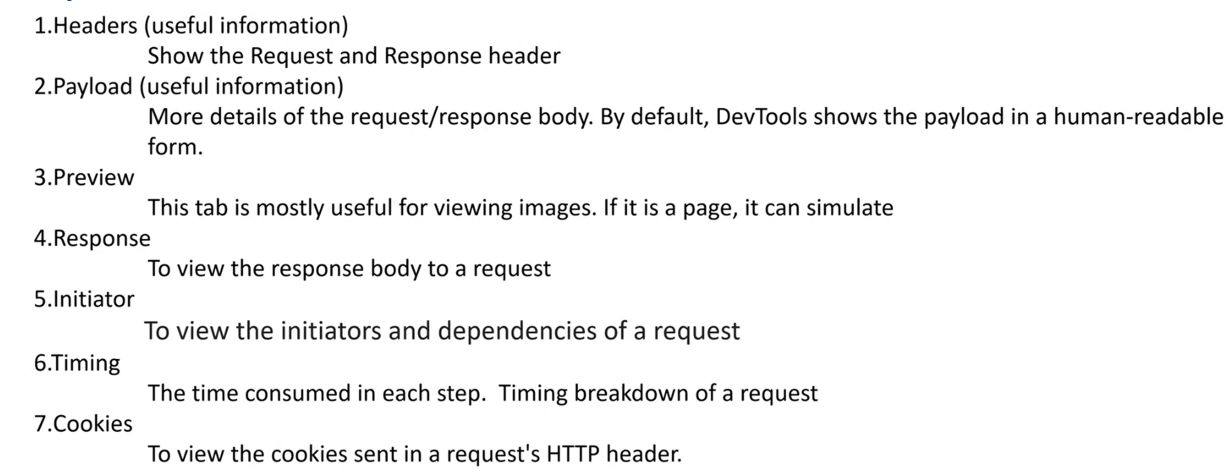 1.Headers (useful information)
Show the Request and Response header
2.Payload (useful information)
More details of the request/response body. By default, DevTools shows the payload in a human-readable
form.
3.Preview
This tab is mostly useful for viewing images. If it is a page, it can simulate
4.Response
To view the response body to a request
5.Initiator
To view the initiators and dependencies of a request
6.Timing
The time consumed in each step.  Timing breakdown of a request
7.Cookies
To view the cookies sent in a request's HTTP header.